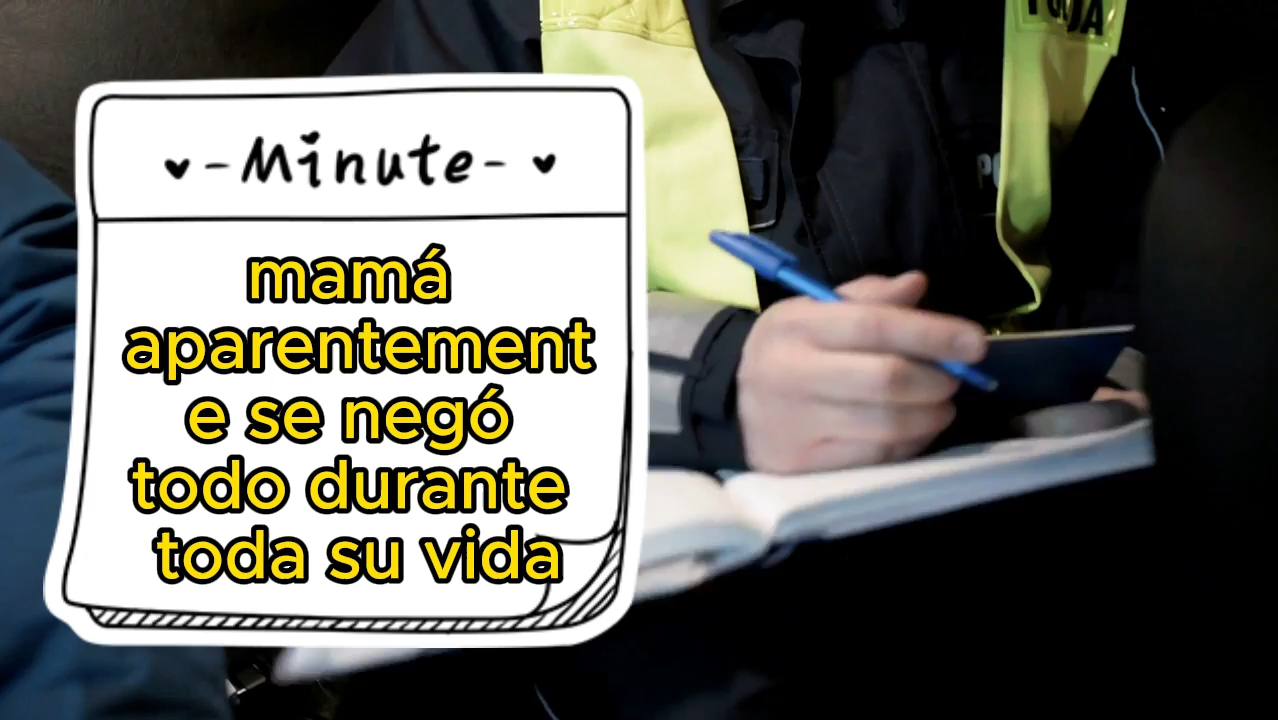 -Minute-
mamá
aparentement
e se negó
todo durante
toda su vida